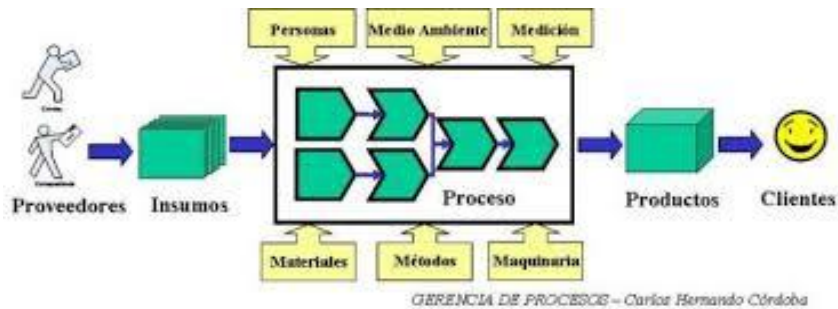 Personas
Medio Ambiente
Medición
Proveedores
Insumos
Proceso
Productos
Clientes
Materiales
Métodos
Maquinaria
GERENCIA DE PROCESOS – Carlos Hernando Córdoba